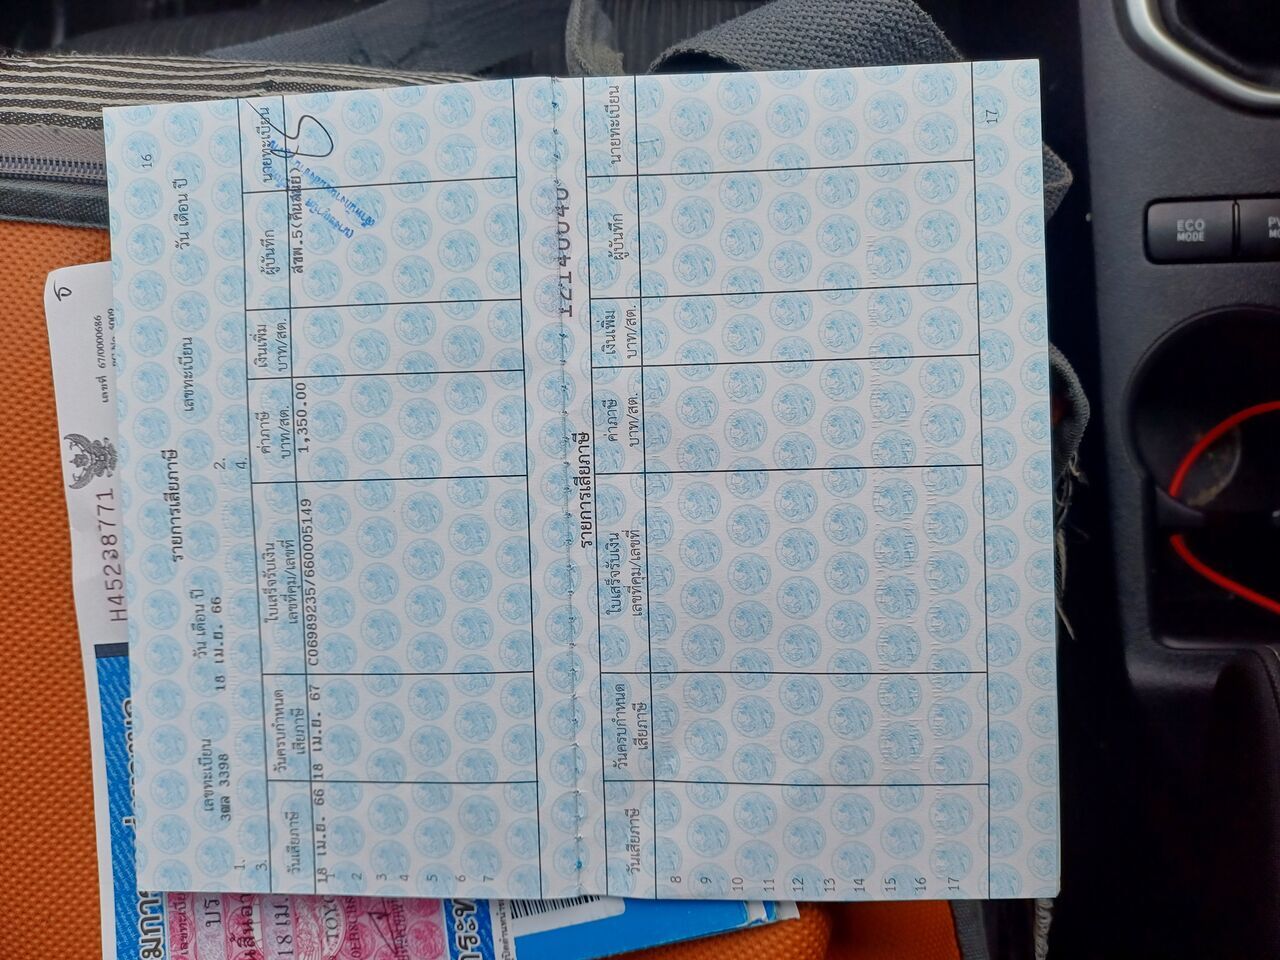 16
รายการเสียภาษี
เลขทะเบียน วัน เดือน ปี เลขทะเบียน วัน เดือน ปี
1. 3ฒล 3398 18 เม.ย. 66 2.
3. 4.
วันเสียภาษี วันครบกำหนดเสียภาษี ใบเสร็จรับเงิน เลขที่คุม/เลขที่ ค่าภาษี บาท/สต. เงินเพิ่ม บาท/สต. ผู้บันทึก นายทะเบียน
18 เม.ย. 66 18 เม.ย. 67 C06989235/6600005149 1,350.00 สขพ.5(คินสมัย)
1
2
3
4
5
6
7
12140040
รายการเสียภาษี
วันเสียภาษี วันครบกำหนดเสียภาษี ใบเสร็จรับเงิน เลขที่คุม/เลขที่ ค่าภาษี บาท/สต. เงินเพิ่ม บาท/สต. ผู้บันทึก นายทะเบียน
8
9
10
11
12
13
14
15
16
17
17
เลขที่ 67/0000686
H45238771
18 เม.
ECO
MODE